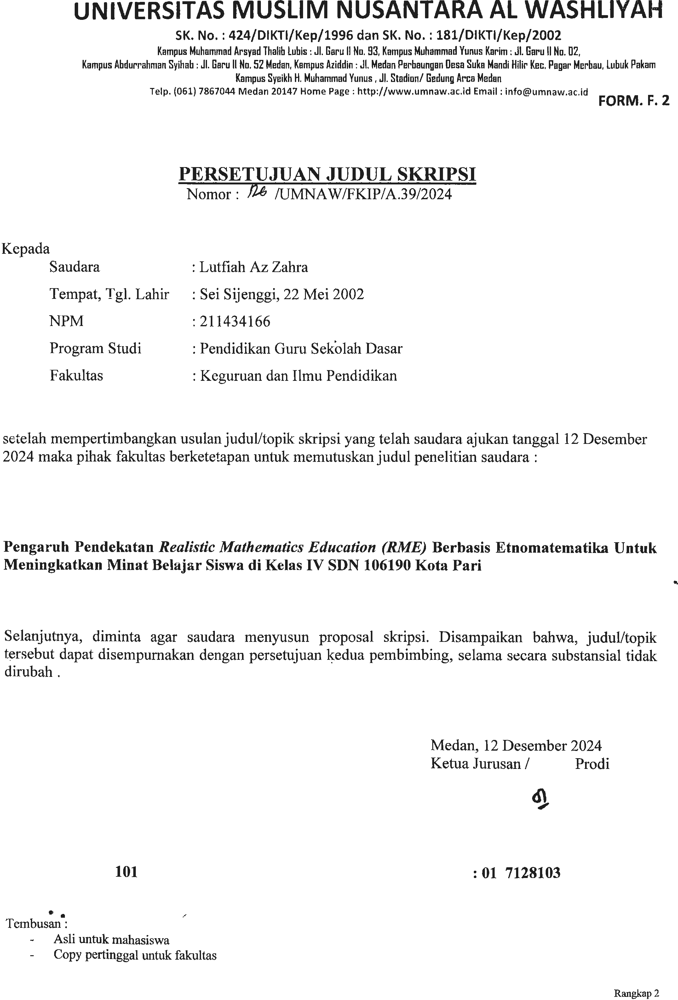 UNIVERSITAS MUSLIM NUSANTARA AL WASHLIYAH
SK. No. : 424/DIKTI/Kep/1996 dan SK. No. : 181/DIKTI/Kep/2002
Kampus Muhammad Arsyad Thalib Lubis : Jl. Garu II No. 93, Kampus Muhammad Yunus Karim : Jl. Garu II No. 02,
Kampus Abdurrahman Syihab : Jl. Garu II No. 52 Medan, Kampus Aziddin : Jl. Medan Perbaungan Desa Suka Mandi Hilir Kec. Pagar Merbau, Lubuk Pakam
Kampus Syeikh H. Muhammad Yunus , Jl. Stadion/ Gedung Arca Medan
Telp. (061) 7867044 Medan 20147 Home Page : http://www.umnaw.ac.id Email : info@umnaw.ac.id
FORM. F. 2
PERSETUJUAN JUDUL SKRIPSI
Nomor : /UMNAW/FKIP/A.39/2024
Kepada
Saudara : Lutfiah Az Zahra
Tempat, Tgl. Lahir : Sei Sijenggi, 22 Mei 2002
NPM : 211434166
Program Studi : Pendidikan Guru Sekolah Dasar
Fakultas : Keguruan dan Ilmu Pendidikan
setelah mempertimbangkan usulan judul/topik skripsi yang telah saudara ajukan tanggal 12 Desember
2024 maka pihak fakultas berketetapan untuk memutuskan judul penelitian saudara :
Pengaruh Pendekatan Realistic Mathematics Education (RME) Berbasis Etnomatematika Untuk
Meningkatkan Minat Belajar Siswa di Kelas IV SDN 106190 Kota Pari
Selanjutnya, diminta agar saudara menyusun proposal skripsi. Disampaikan bahwa, judul/topik
tersebut dapat disempurnakan dengan persetujuan kedua pembimbing, selama secara substansial tidak
dirubah .
Medan, 12 Desember 2024
Ketua Jurusan / Prodi
101 : 01 7128103
Tembusan :
- Asli untuk mahasiswa
- Copy pertinggal untuk fakultas
Rangkap 2